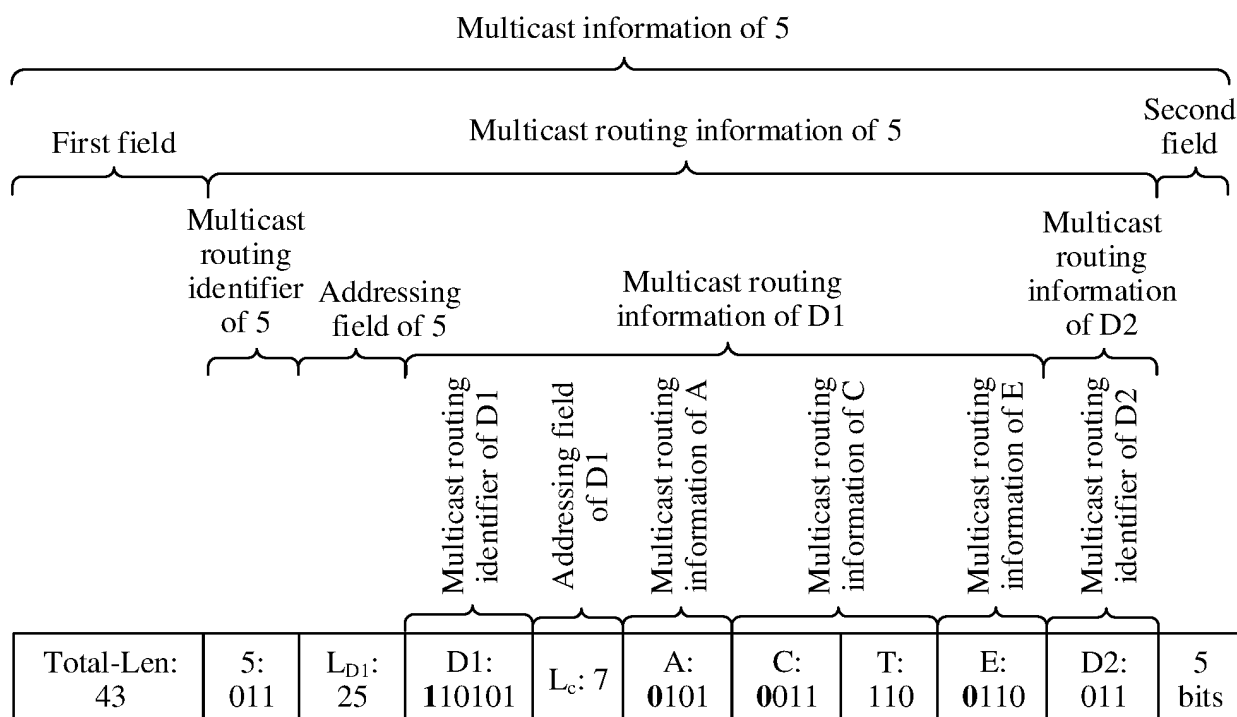 Multicast information of 5
First field
Multicast routing information of 5
Second
field
Multicast
routing
identifier
of 5
Addressing
field of 5
Multicast routing
information of D1
Multicast
routing
information
of D2
Multicast routing
identifier of D1
Addressing field
of D1
Multicast routing
information of A
Multicast routing
information of C
Multicast routing
information of E
Multicast routing
identifier of D2
Total-Len:
43
5:
011
L_D1:
25
D1:
110101
L_c: 7
A:
0101
C:
0011
T:
110
E:
0110
D2:
011
5
bits